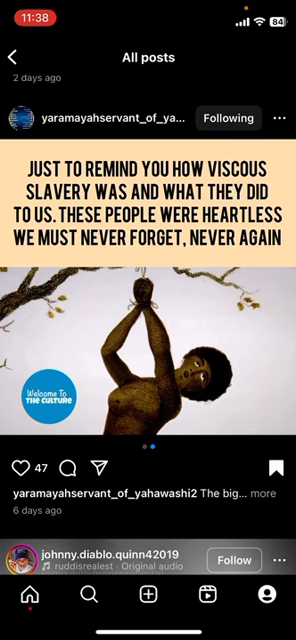 11:38
84
All posts
2 days ago
yaramayahservant_of_ya...
Following
JUST TO REMIND YOU HOW VISCOUS
SLAVERY WAS AND WHAT THEY DID
TO US. THESE PEOPLE WERE HEARTLESS
WE MUST NEVER FORGET, NEVER AGAIN
Welcome To
THE CULTURE
47
yaramayahservant_of_yahawashi2 The big... more
6 days ago
johnny.diablo.quinn42019
ruddisrealest · Original audio
Follow